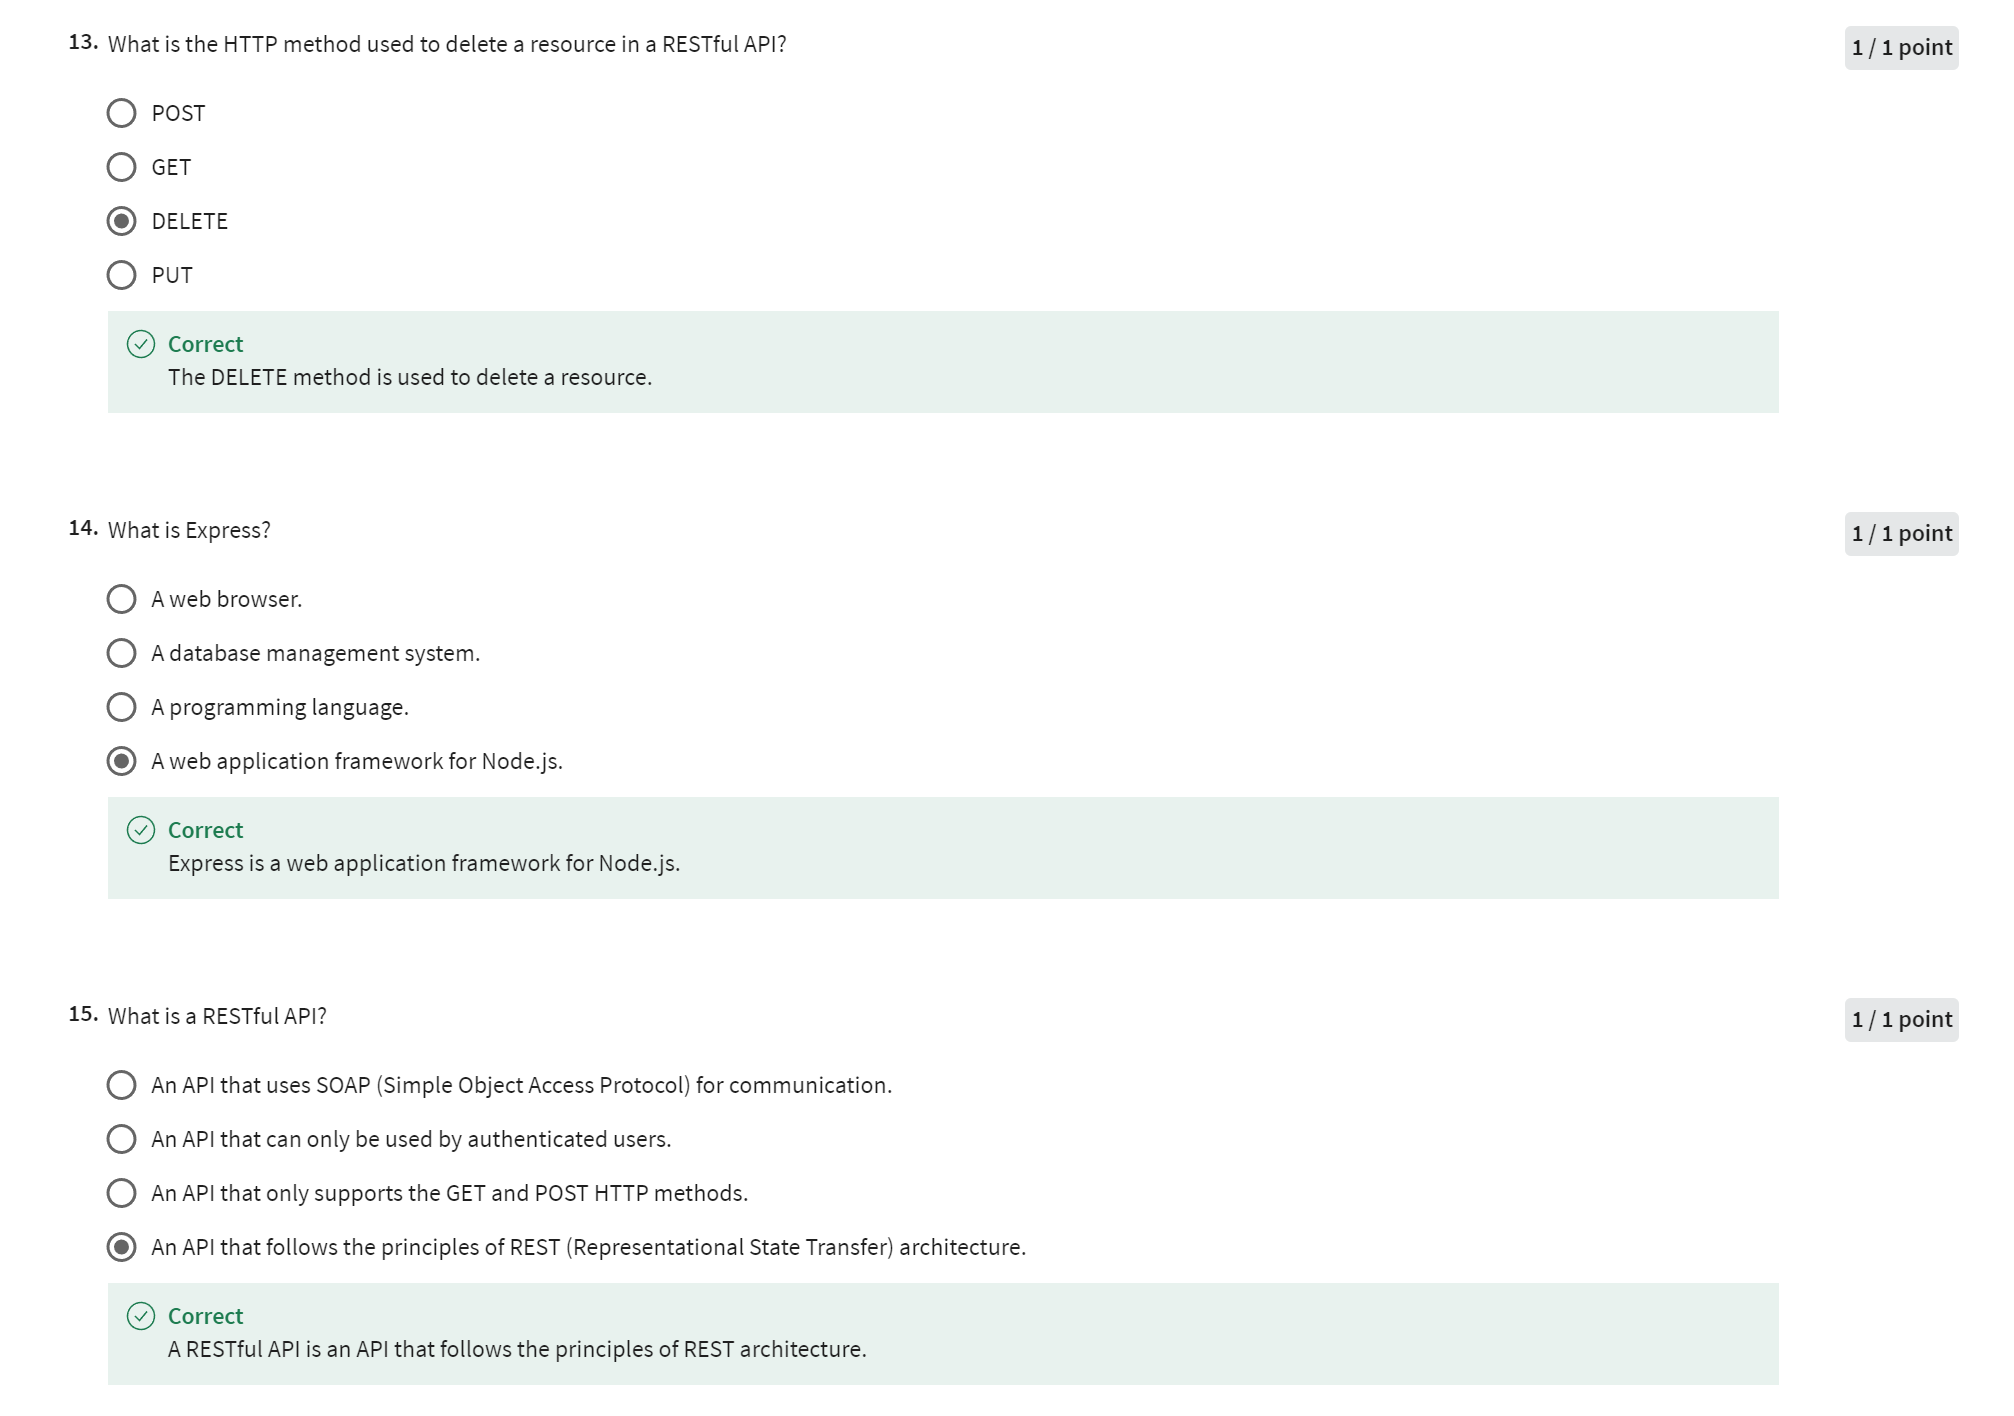 13. What is the HTTP method used to delete a resource in a RESTful API?
1 / 1 point
POST
GET
DELETE
PUT
Correct
The DELETE method is used to delete a resource.
14. What is Express?
1 / 1 point
A web browser.
A database management system.
A programming language.
A web application framework for Node.js.
Correct
Express is a web application framework for Node.js.
15. What is a RESTful API?
1 / 1 point
An API that uses SOAP (Simple Object Access Protocol) for communication.
An API that can only be used by authenticated users.
An API that only supports the GET and POST HTTP methods.
An API that follows the principles of REST (Representational State Transfer) architecture.
Correct
A RESTful API is an API that follows the principles of REST architecture.